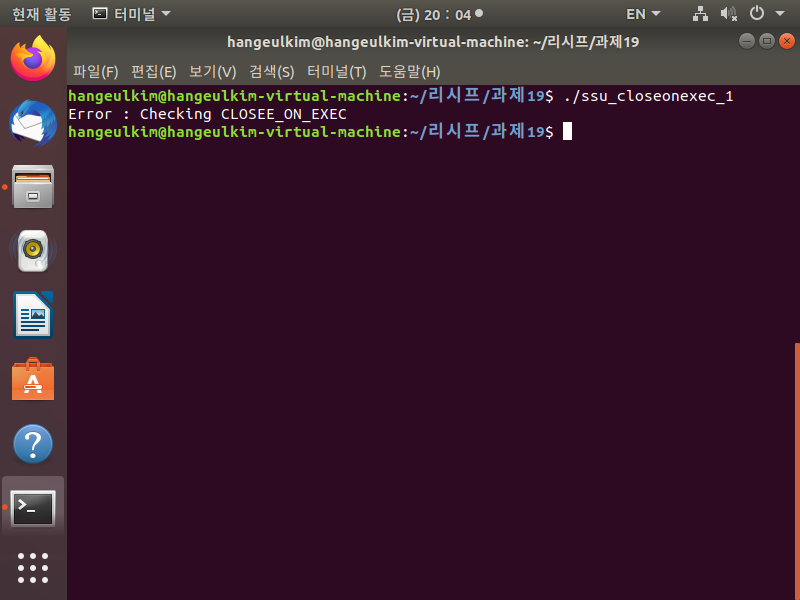 현재 활동 터미널 (금) 20 : 04 EN
hangeulkim@hangeulkim-virtual-machine: ~/리시프/과제19
파일(F) 편집(E) 보기(V) 검색(S) 터미널(T) 도움말(H)
hangeulkim@hangeulkim-virtual-machine:~/리시프/과제19$ ./ssu_closeonexec_1
Error : Checking CLOSEE_ON_EXEC
hangeulkim@hangeulkim-virtual-machine:~/리시프/과제19$